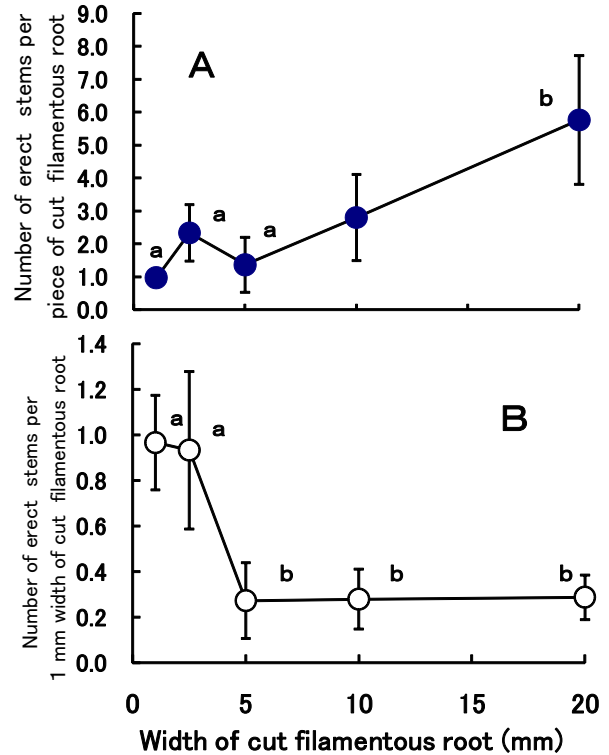 Number of erect stems per
piece of cut filamentous root
9.0
8.0
7.0
6.0
5.0
4.0
3.0
2.0
1.0
0.0
A
a
a
a
b
Number of erect stems per
1 mm width of cut filamentous root
1.4
1.2
1.0
0.8
0.6
0.4
0.2
0.0
B
a
a
b
b
b
0 5 10 15 20
Width of cut filamentous root (mm)